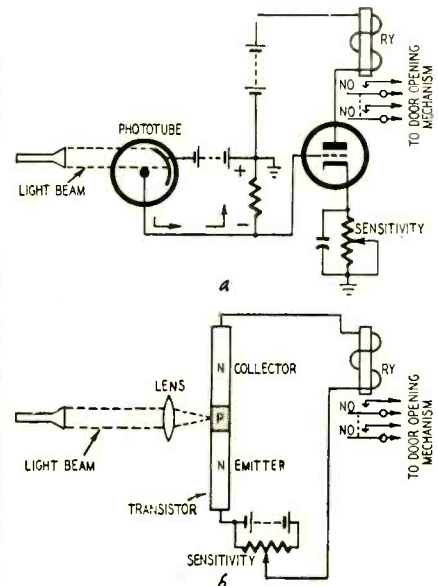 RY
NO
NO
TO DOOR OPENING
MECHANISM
PHOTOTUBE
LIGHT BEAM
+
−
SENSITIVITY
a
N COLLECTOR
LENS
P
RY
NO
NO
TO DOOR OPENING
MECHANISM
LIGHT BEAM
N EMITTER
TRANSISTOR
SENSITIVITY
b